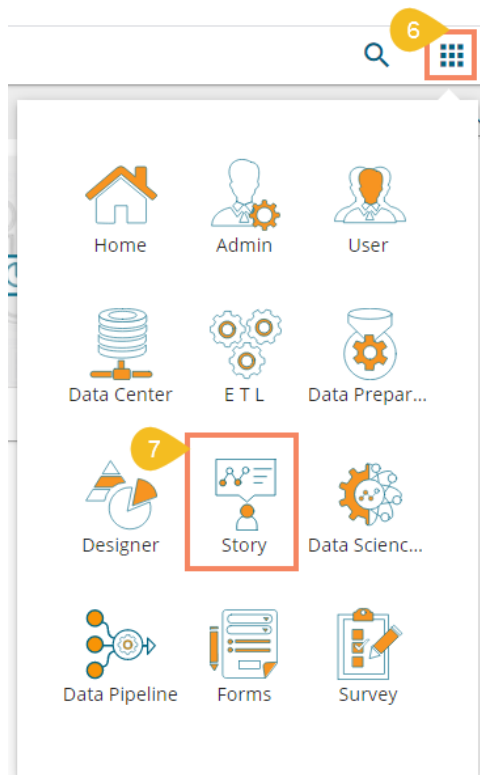 6
Home Admin User
Data Center E T L Data Prepar...
7
Designer Story Data Scienc...
Data Pipeline Forms Survey